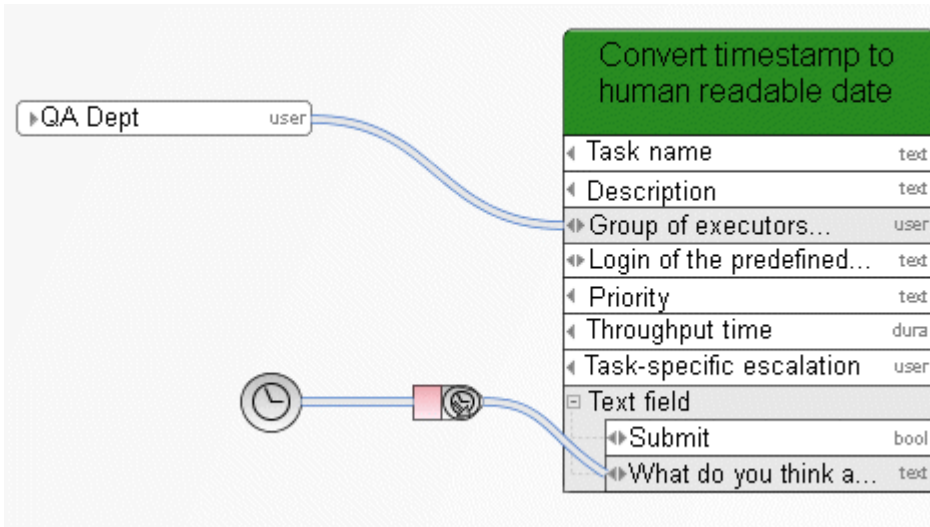 Convert timestamp to
human readable date
QA Dept user
Task name text
Description text
Group of executors... user
Login of the predefined... text
Priority text
Throughput time dura
Task-specific escalation user
Text field
Submit bool
What do you think a... text